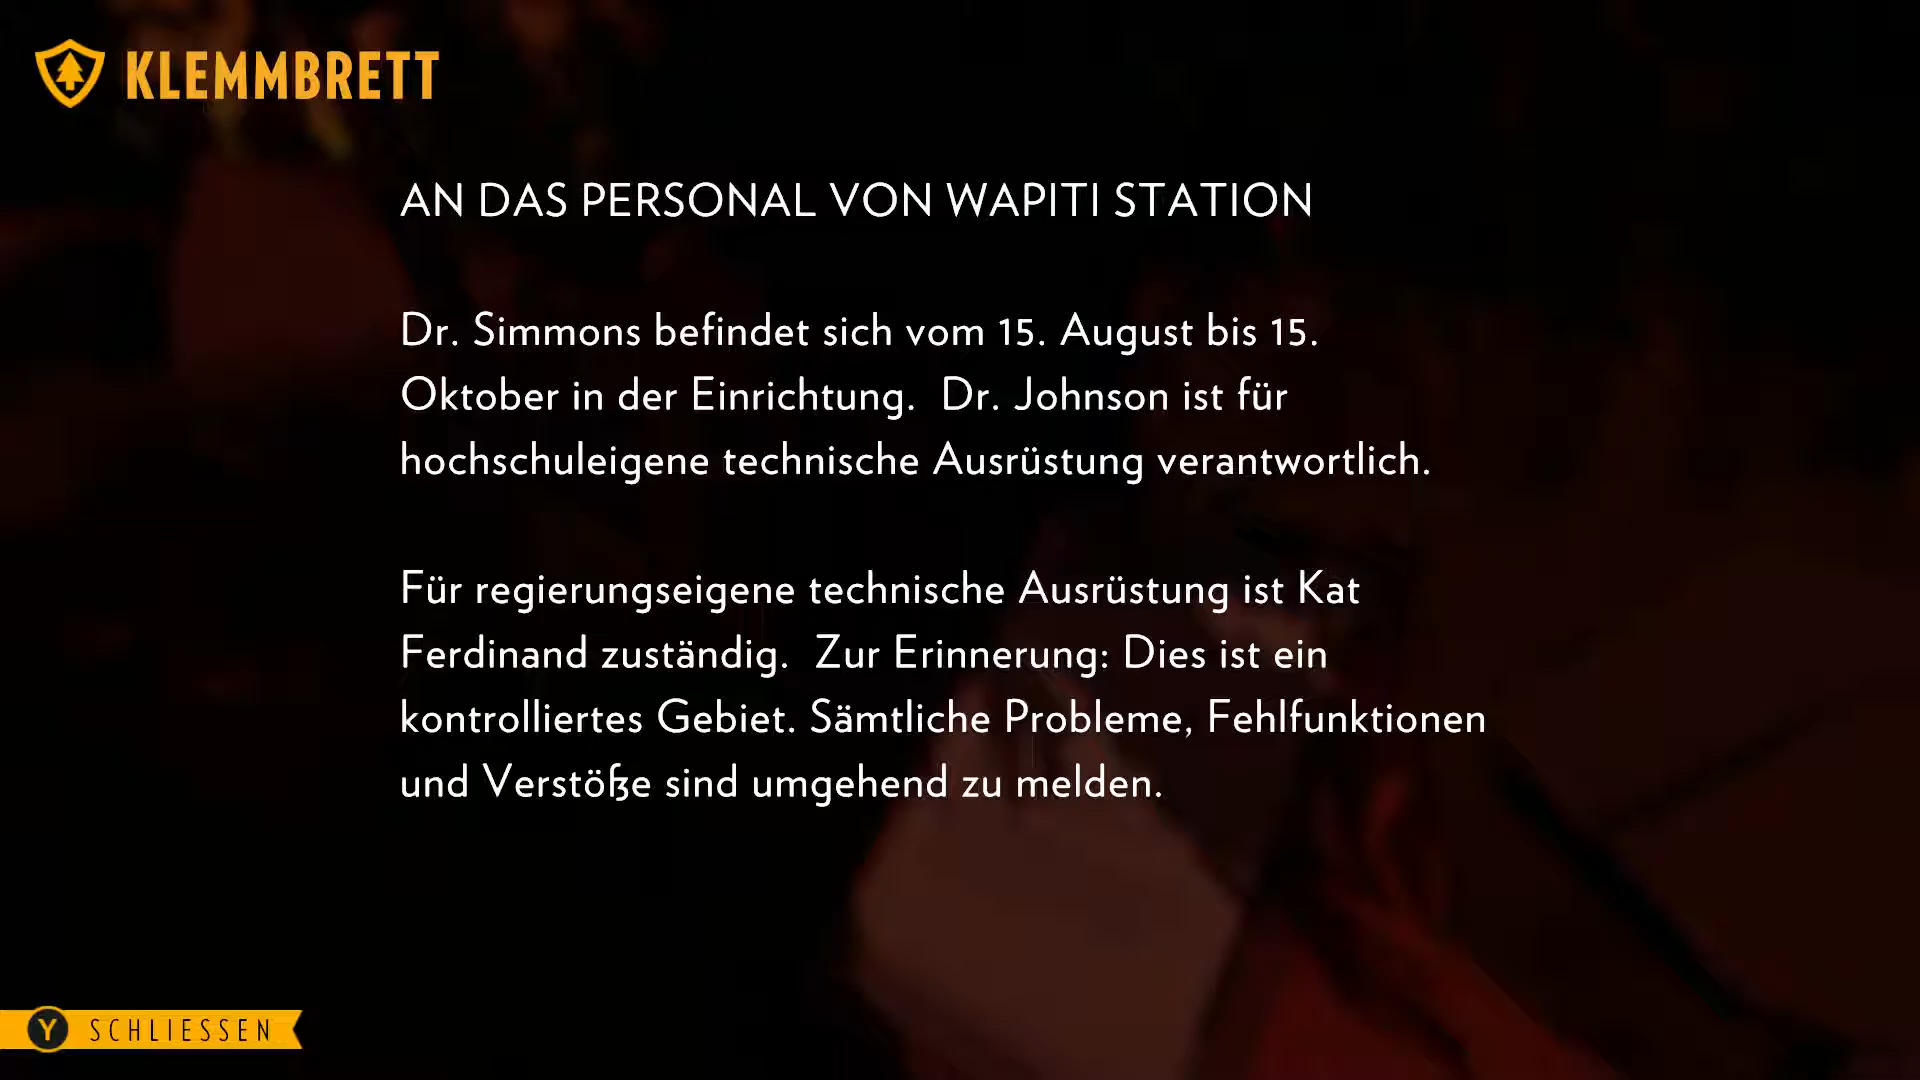 KLEMMBRETT
AN DAS PERSONAL VON WAPITI STATION
Dr. Simmons befindet sich vom 15. August bis 15.
Oktober in der Einrichtung.  Dr. Johnson ist für
hochschuleigene technische Ausrüstung verantwortlich.
Für regierungseigene technische Ausrüstung ist Kat
Ferdinand zuständig.  Zur Erinnerung: Dies ist ein
kontrolliertes Gebiet. Sämtliche Probleme, Fehlfunktionen
und Verstöße sind umgehend zu melden.
Y SCHLIESSEN